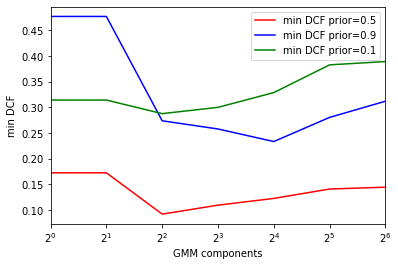 min DCF prior=0.5
min DCF prior=0.9
min DCF prior=0.1
0.45
0.40
0.35
0.30
0.25
0.20
0.15
0.10
min DCF
2^0 2^1 2^2 2^3 2^4 2^5 2^6
GMM components